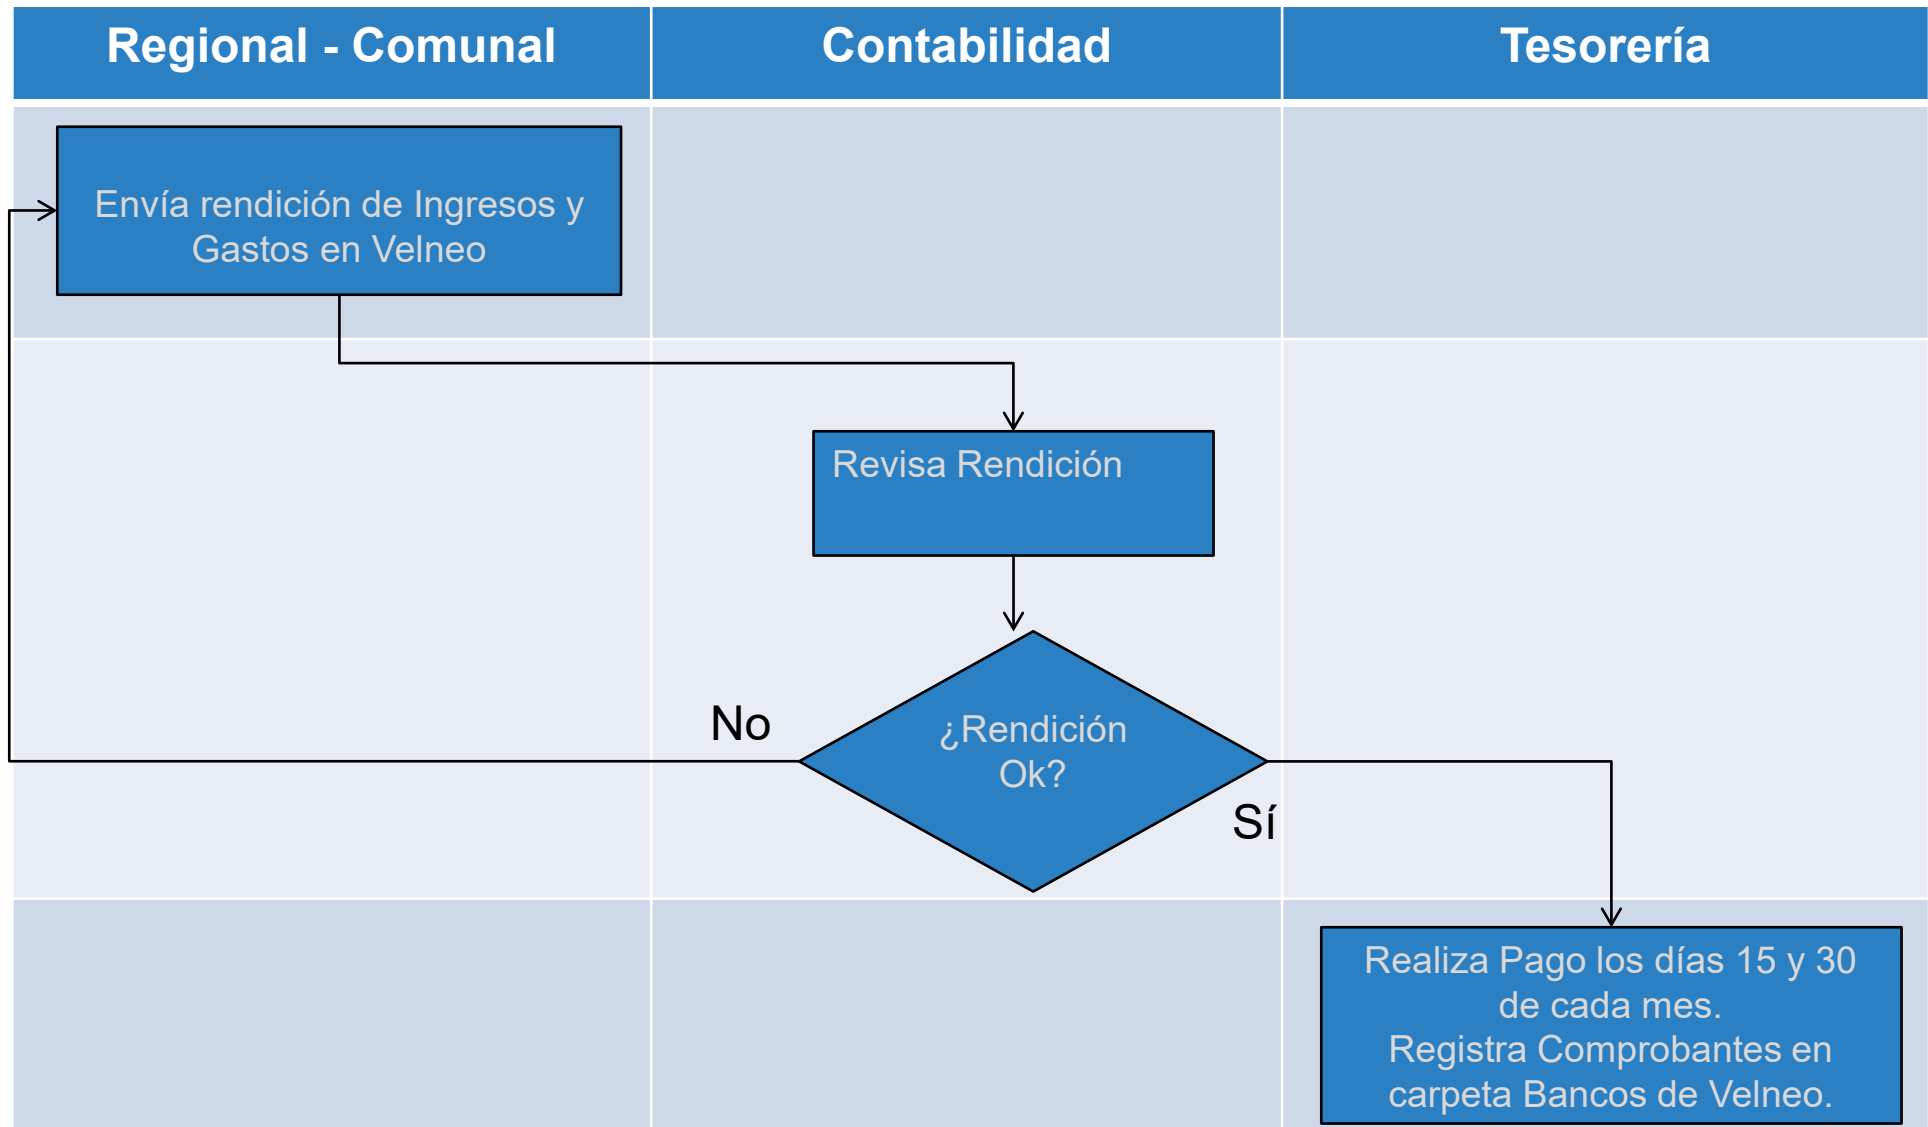 Regional - Comunal
Contabilidad
Tesorería
Envía rendición de Ingresos y
Gastos en Velneo
Revisa Rendición
No
¿Rendición
Ok?
Sí
Realiza Pago los días 15 y 30
de cada mes.
Registra Comprobantes en
carpeta Bancos de Velneo.